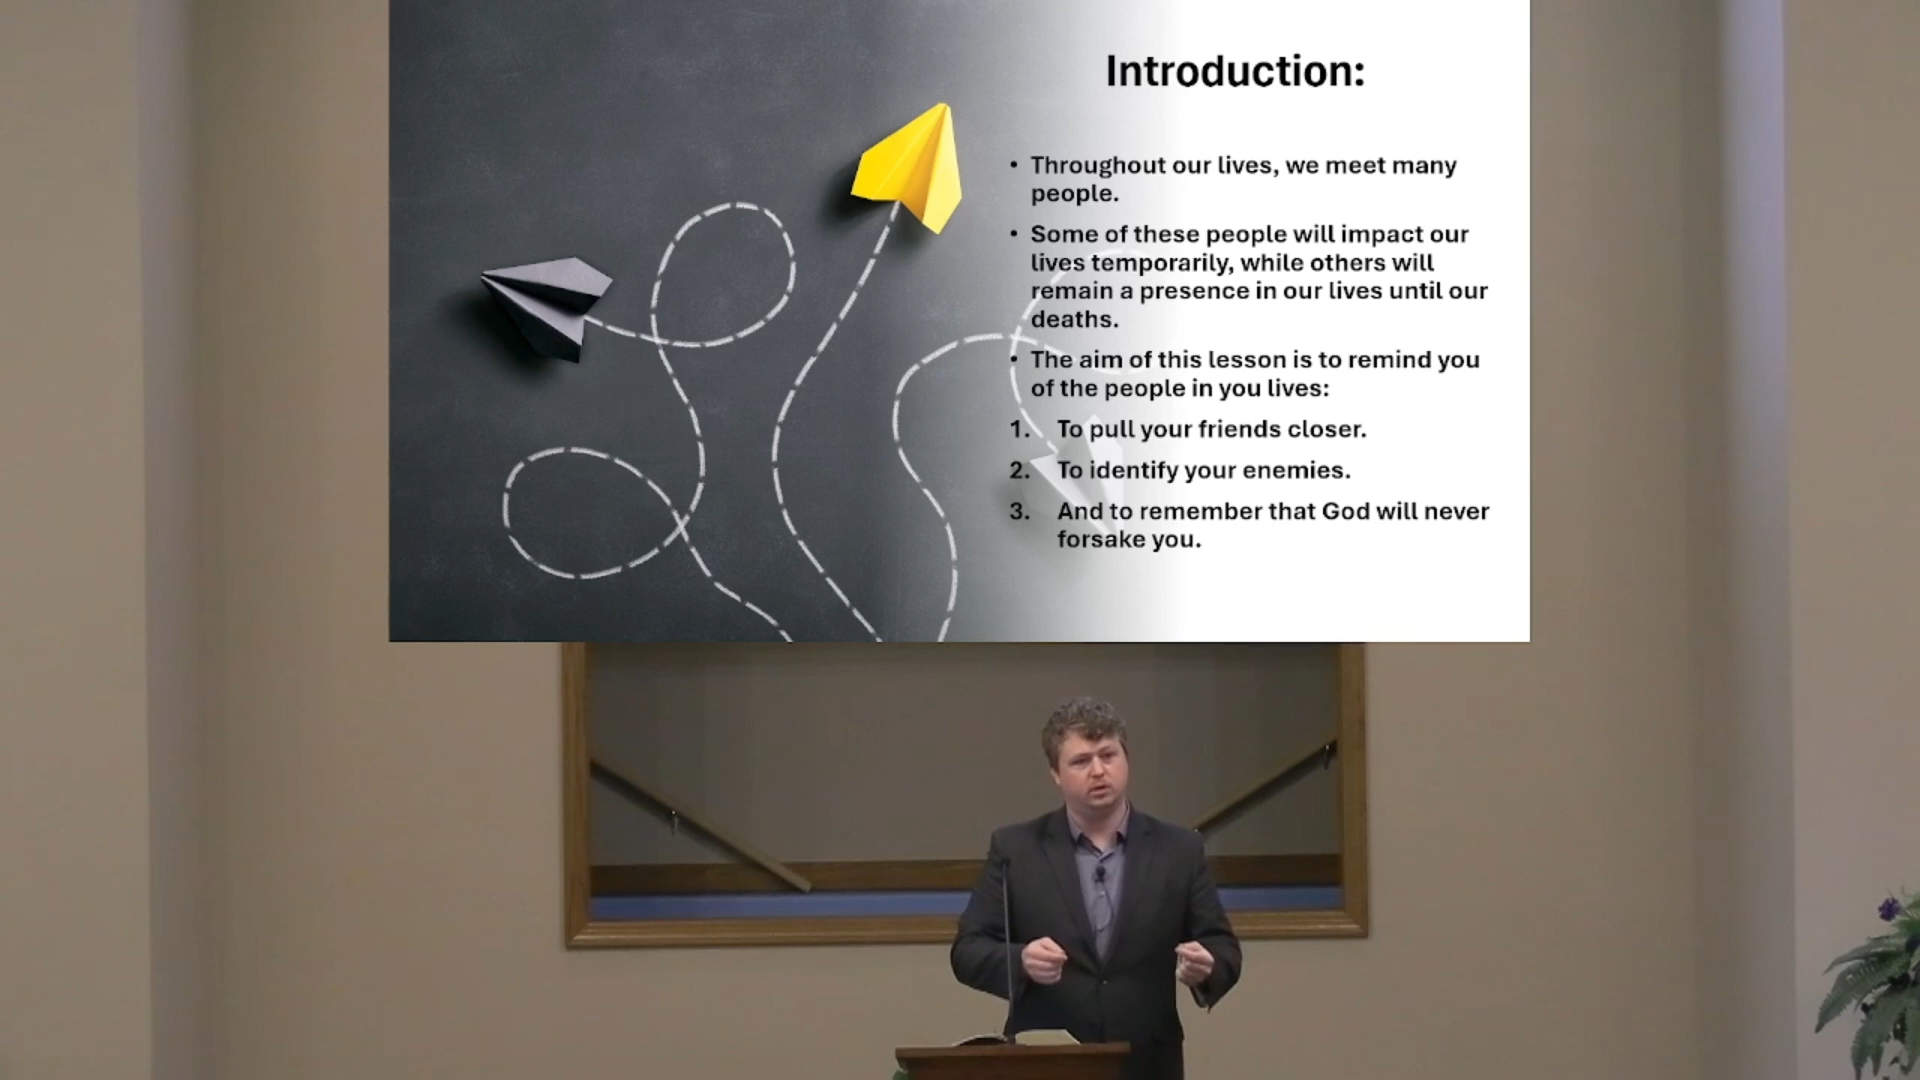 Introduction:
• Throughout our lives, we meet many
people.
• Some of these people will impact our
lives temporarily, while others will
remain a presence in our lives until our
deaths.
• The aim of this lesson is to remind you
of the people in you lives:
1. To pull your friends closer.
2. To identify your enemies.
3. And to remember that God will never
forsake you.